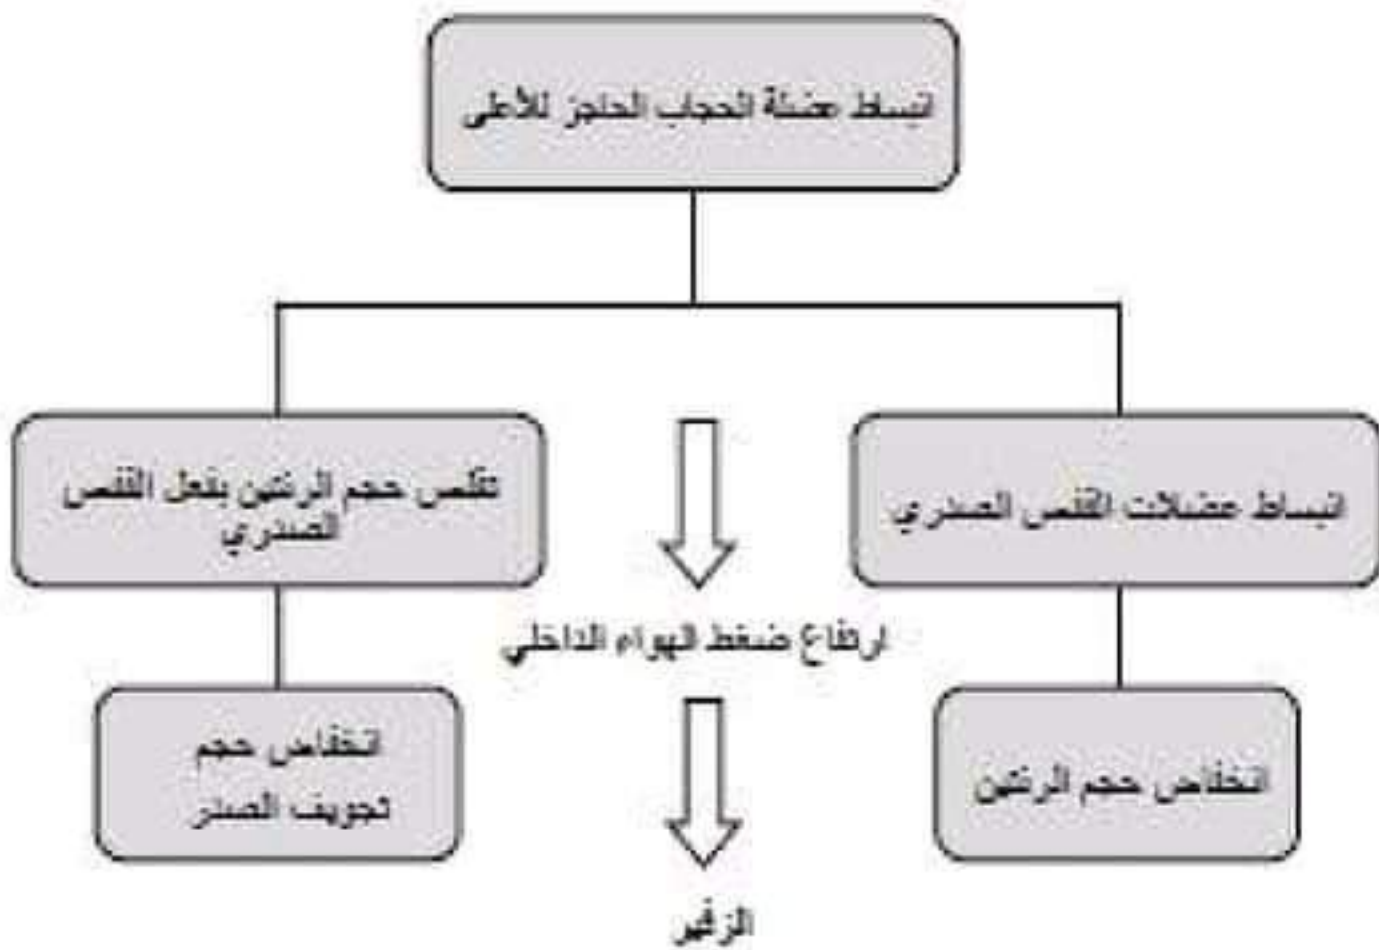 انبساط عضلة الحجاب الحاجز للأعلى
انبساط عضلات القفص الصدري
تقلص حجم الرئتين بفعل القفص
الصدري
ارتفاع ضغط الهواء الداخلي
انخفاض حجم الرئتين
انخفاض حجم
تجويف الصدر
الزفير